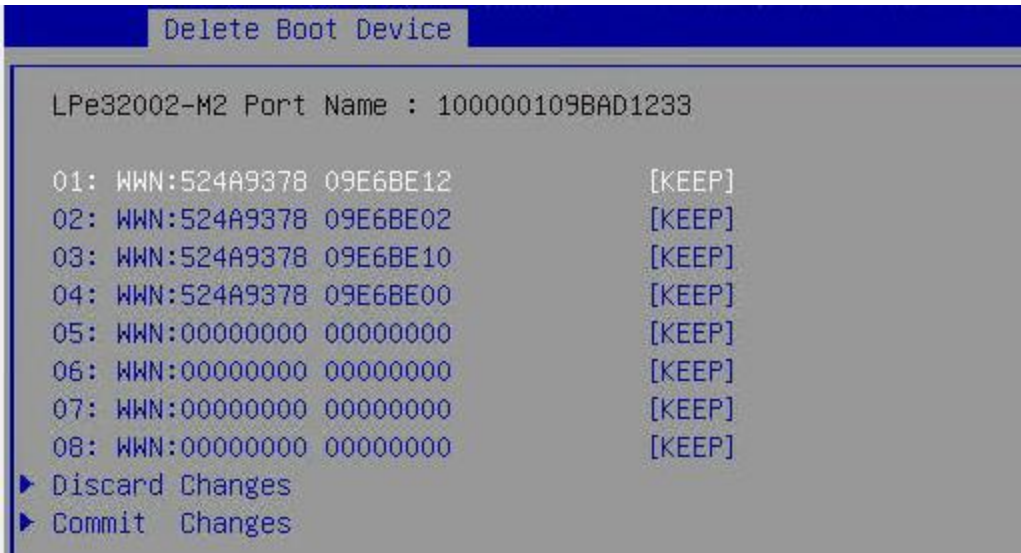 Delete Boot Device
LPe32002-M2 Port Name : 100000109BAD1233
01: WWN:524A9378 09E6BE12 [KEEP]
02: WWN:524A9378 09E6BE02 [KEEP]
03: WWN:524A9378 09E6BE10 [KEEP]
04: WWN:524A9378 09E6BE00 [KEEP]
05: WWN:00000000 00000000 [KEEP]
06: WWN:00000000 00000000 [KEEP]
07: WWN:00000000 00000000 [KEEP]
08: WWN:00000000 00000000 [KEEP]
Discard Changes
Commit Changes